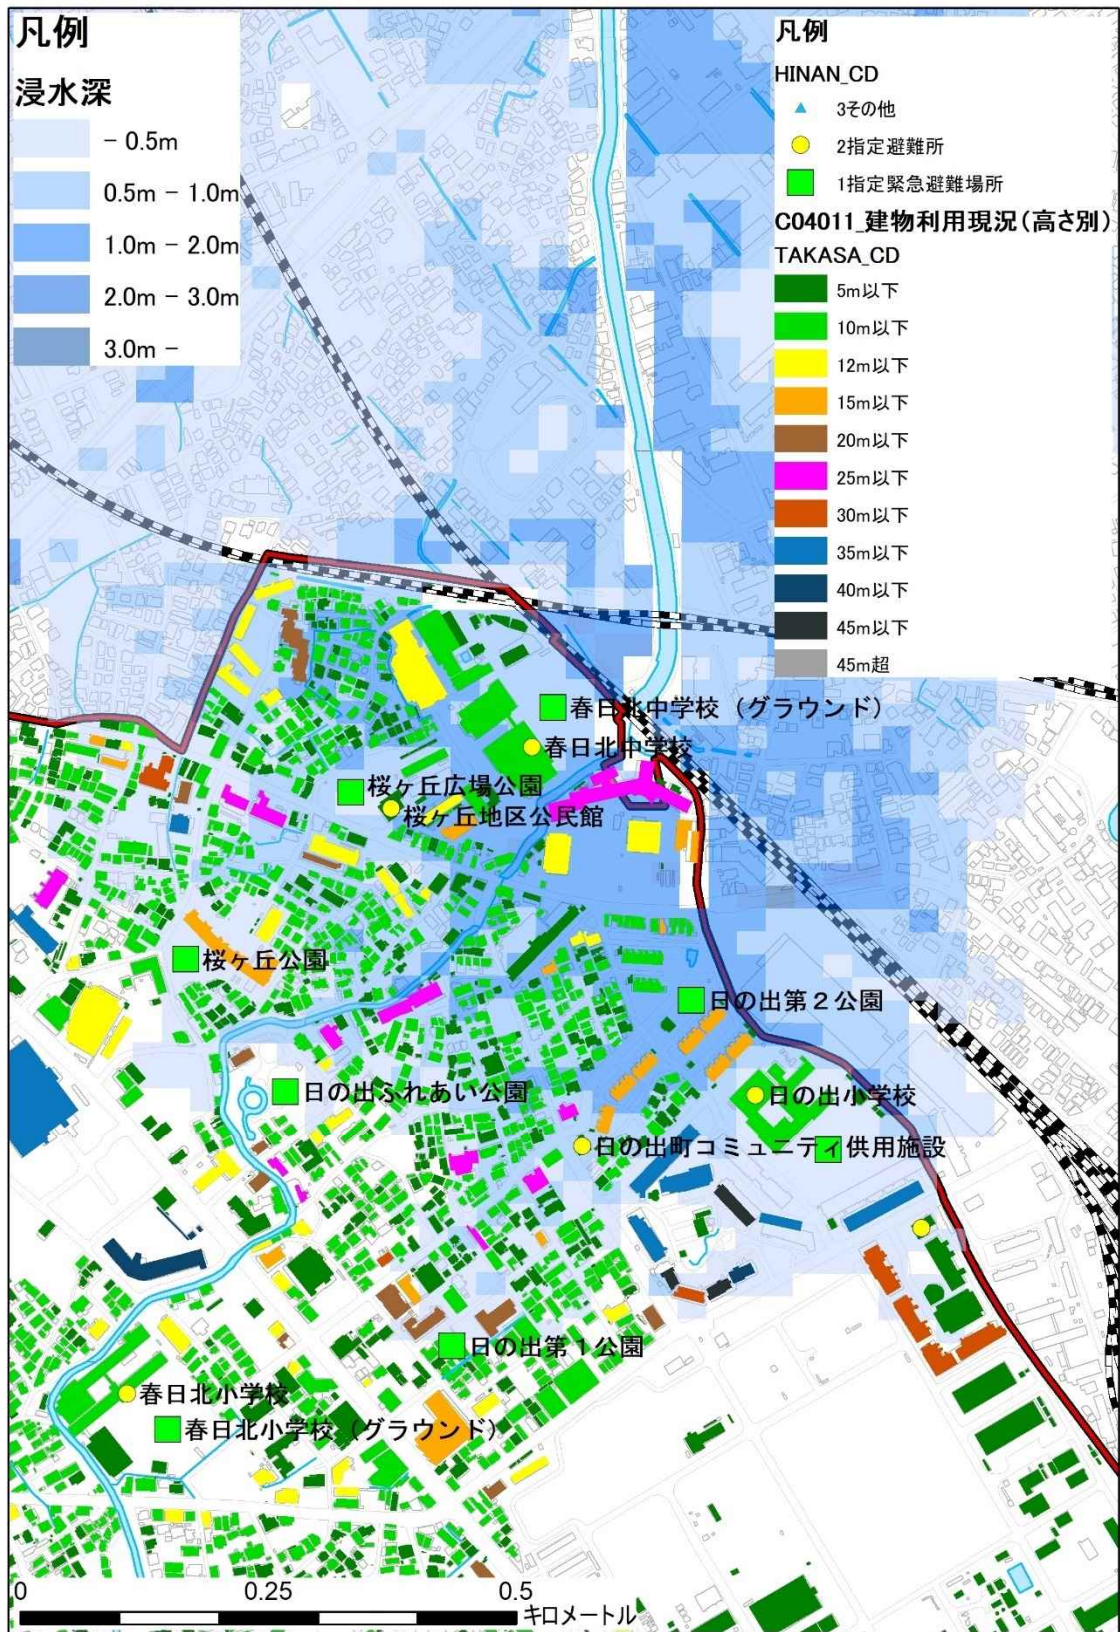 凡例
浸水深
- 0.5m
0.5m - 1.0m
1.0m - 2.0m
2.0m - 3.0m
3.0m -
凡例
HINAN_CD
3その他
2指定避難所
1指定緊急避難場所
C04011_建物利用現況(高さ別)
TAKASA_CD
5m以下
10m以下
12m以下
15m以下
20m以下
25m以下
30m以下
35m以下
40m以下
45m以下
45m超
春日北中学校(グラウンド)
春日北中学校
桜ヶ丘広場公園
桜ヶ丘地区公民館
桜ヶ丘公園
日の出第2公園
日の出ふれあい公園
日の出小学校
日の出町コミュニティ供用施設
日の出第1公園
春日北小学校
春日北小学校(グラウンド)
0 0.25 0.5
キロメートル